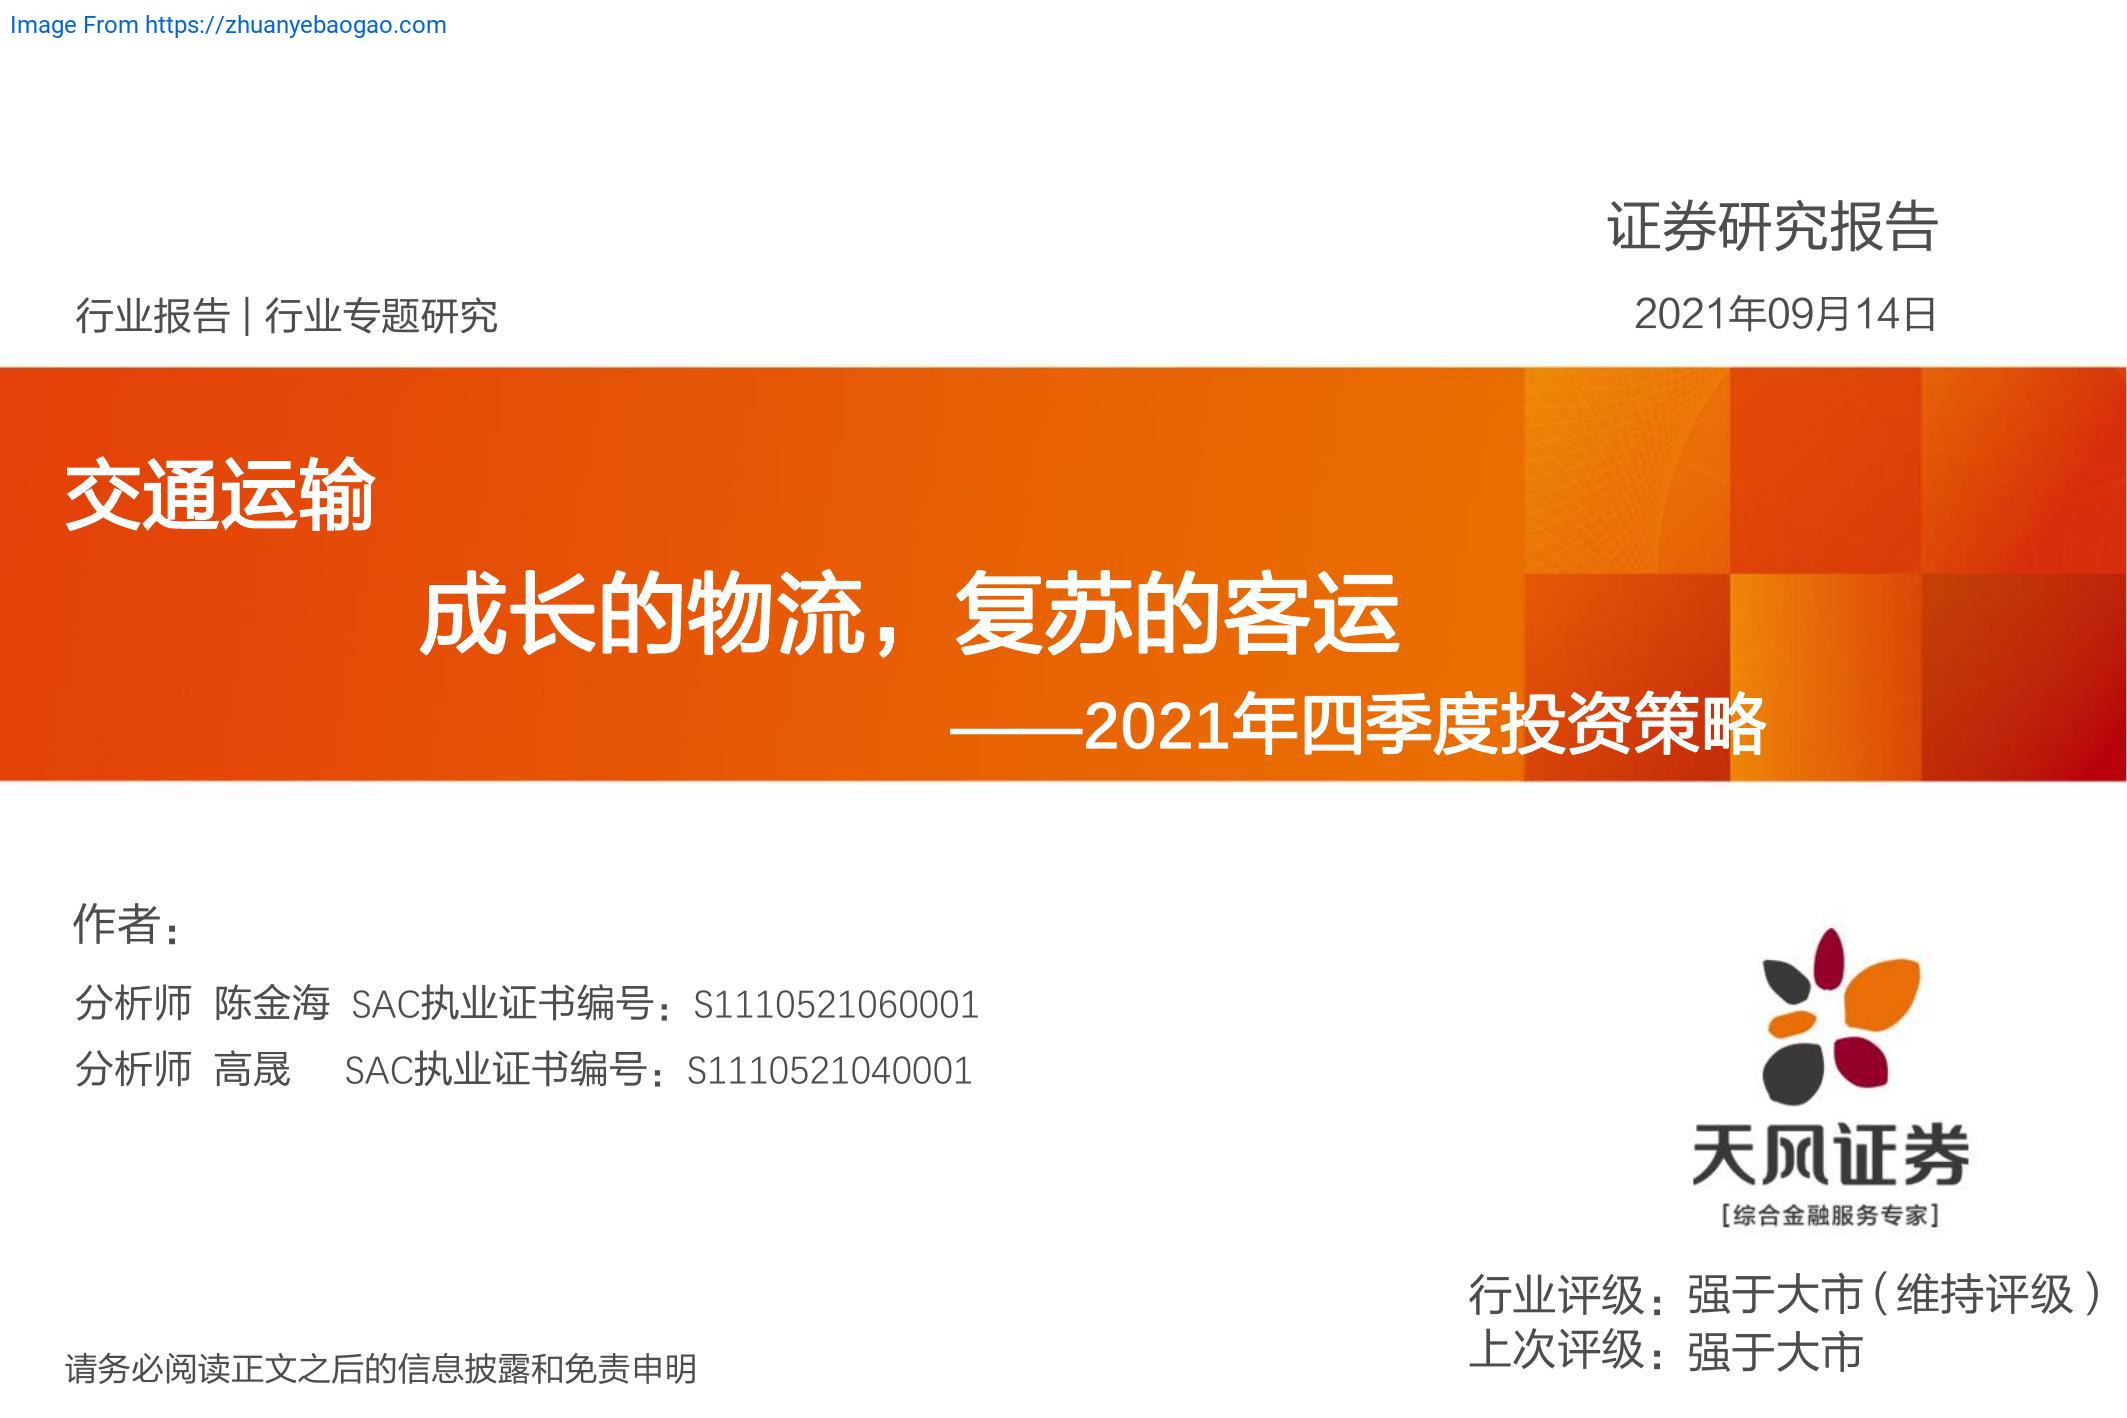 Image From https://zhuanyebaogao.com
证券研究报告
行业报告 | 行业专题研究
2021年09月14日
交通运输
成长的物流，复苏的客运
——2021年四季度投资策略
作者：
分析师 陈金海 SAC执业证书编号：S1110521060001
分析师 高晟 SAC执业证书编号：S1110521040001
天风证券
[综合金融服务专家]
行业评级：强于大市（维持评级）
上次评级：强于大市
请务必阅读正文之后的信息披露和免责申明